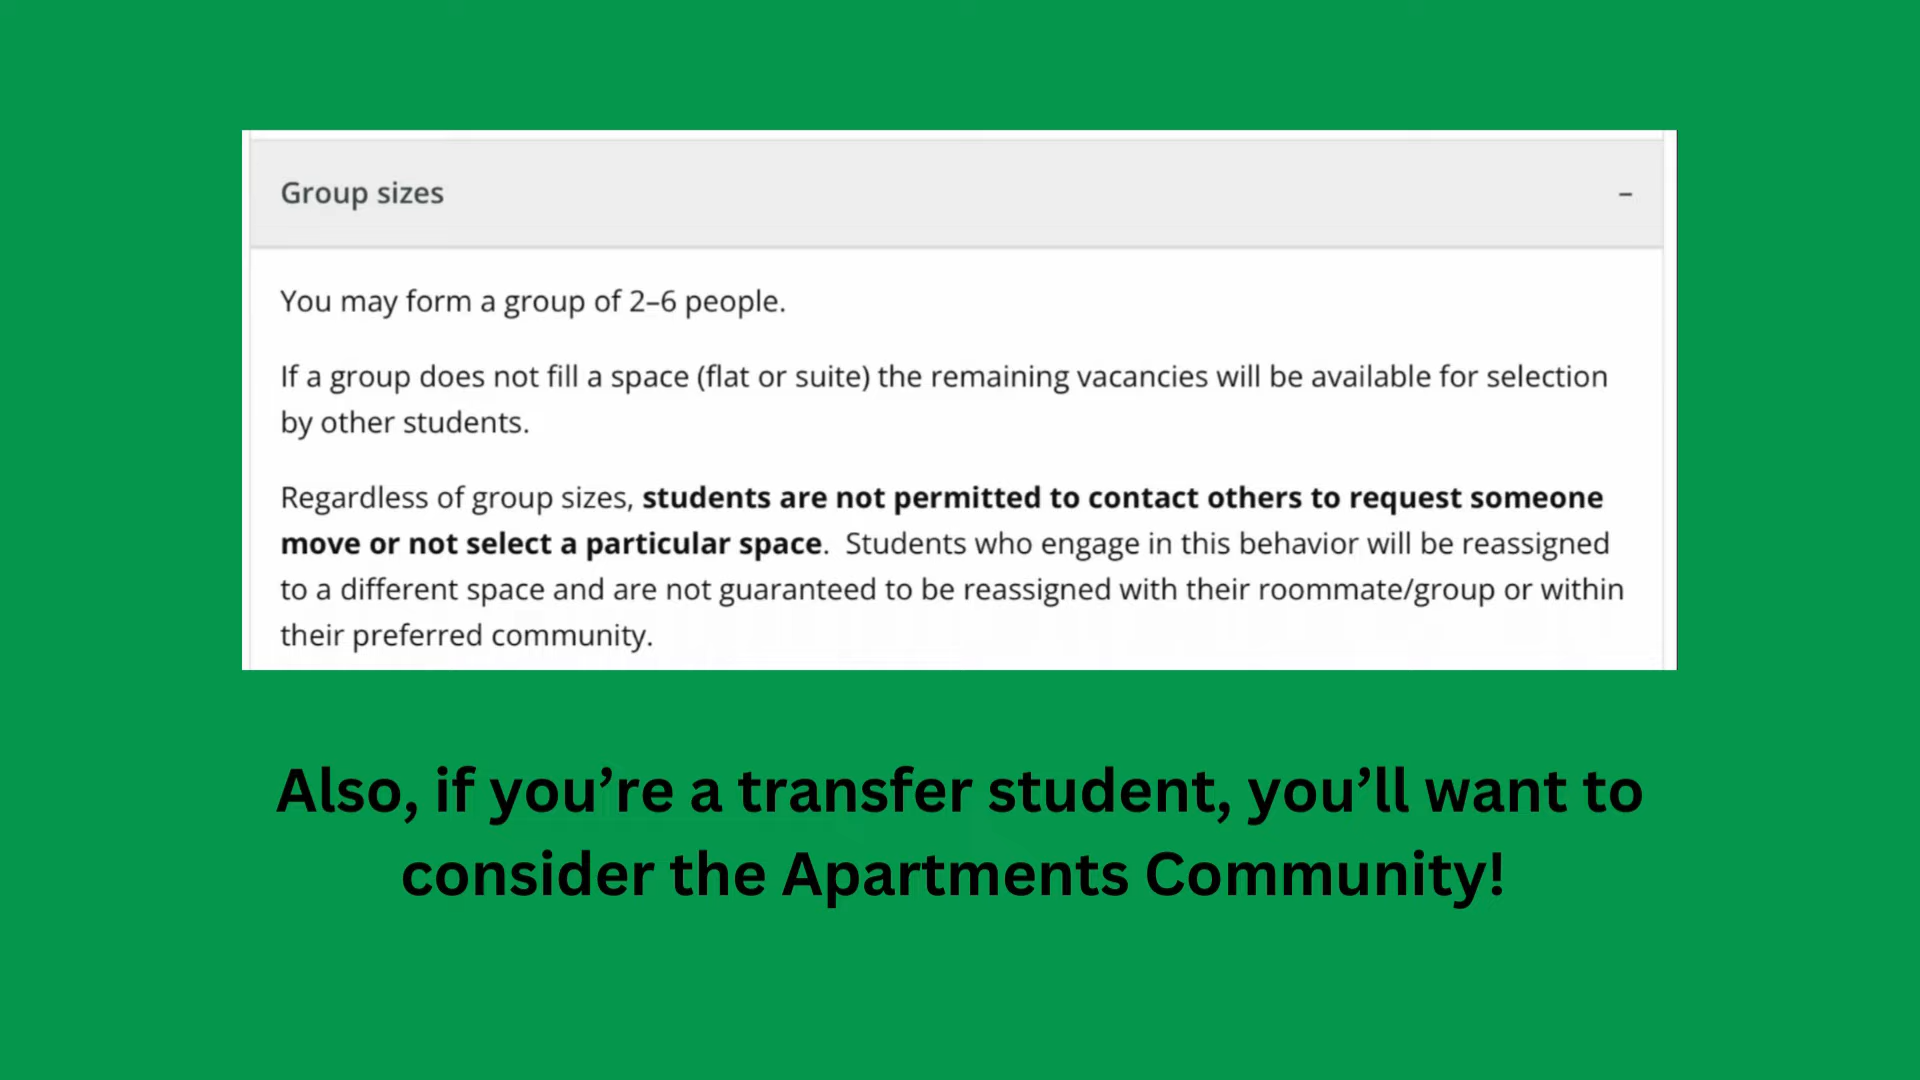 Group sizes –
You may form a group of 2–6 people.
If a group does not fill a space (flat or suite) the remaining vacancies will be available for selection
by other students.
Regardless of group sizes, students are not permitted to contact others to request someone
move or not select a particular space.  Students who engage in this behavior will be reassigned
to a different space and are not guaranteed to be reassigned with their roommate/group or within
their preferred community.
Also, if you’re a transfer student, you’ll want to
consider the Apartments Community!